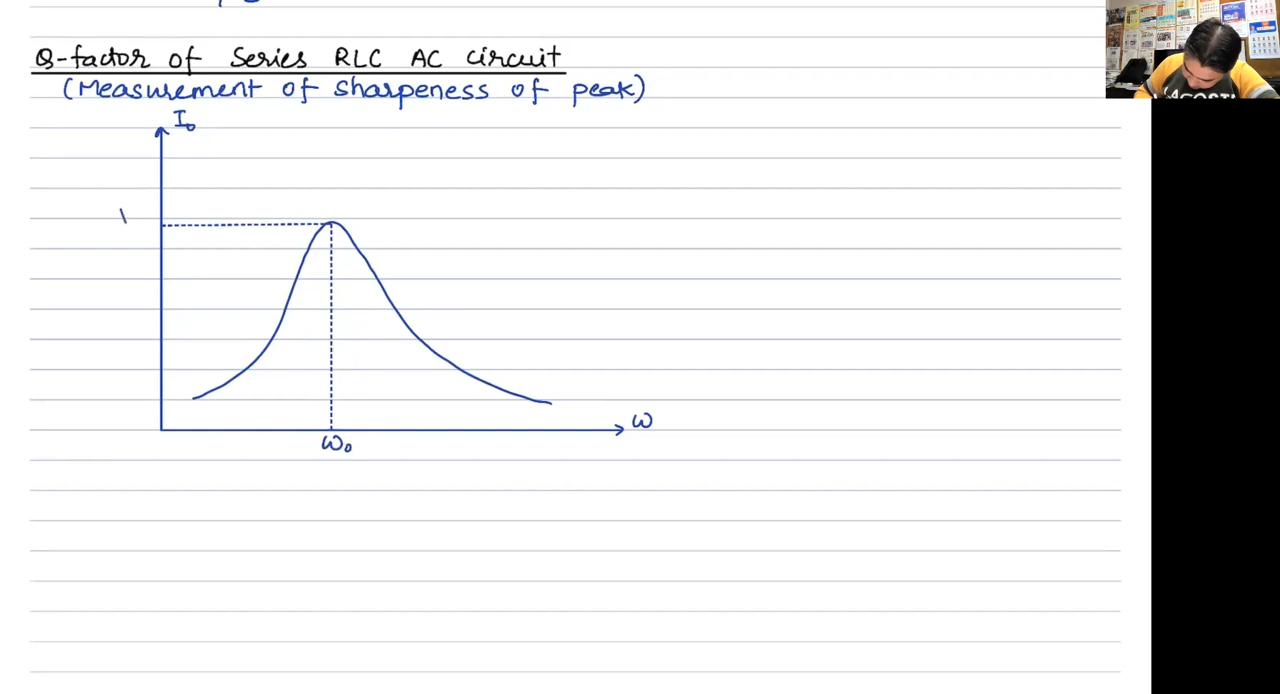 Q-factor of Series RLC AC circuit
(Measurement of sharpeness of peak)
I₀
ω
ω₀